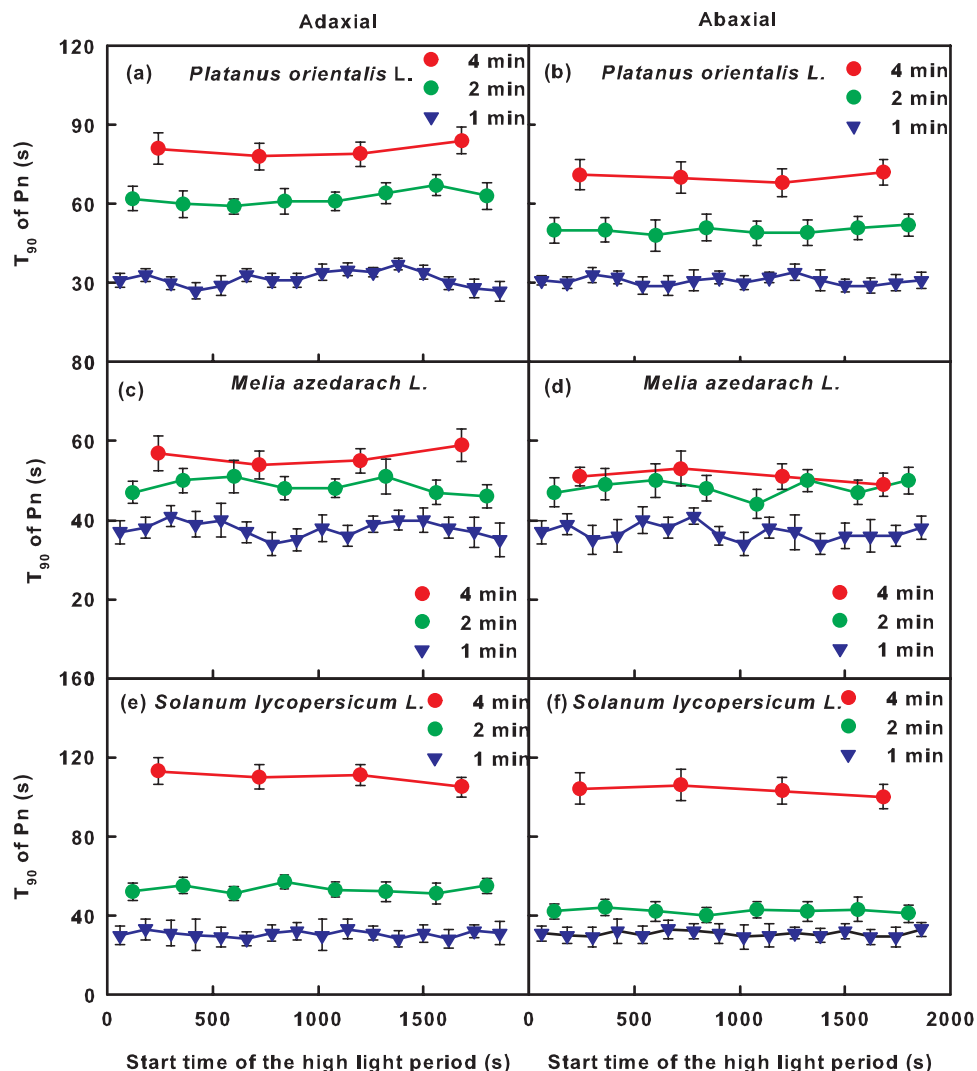 Adaxial
Abaxial
120
90
60
30
T90 of Pn (s)
(a)
Platanus orientalis L.
4 min
2 min
1 min
(b)
Platanus orientalis L.
4 min
2 min
1 min
80
60
40
20
T90 of Pn (s)
(c)
Melia azedarach L.
4 min
2 min
1 min
(d)
Melia azedarach L.
4 min
2 min
1 min
160
120
80
40
0
T90 of Pn (s)
(e) Solanum lycopersicum L.
4 min
2 min
1 min
(f) Solanum lycopersicum L.
4 min
2 min
1 min
0 500 1000 1500
0 500 1000 1500 2000
Start time of the high light period (s)
Start time of the high light period (s)